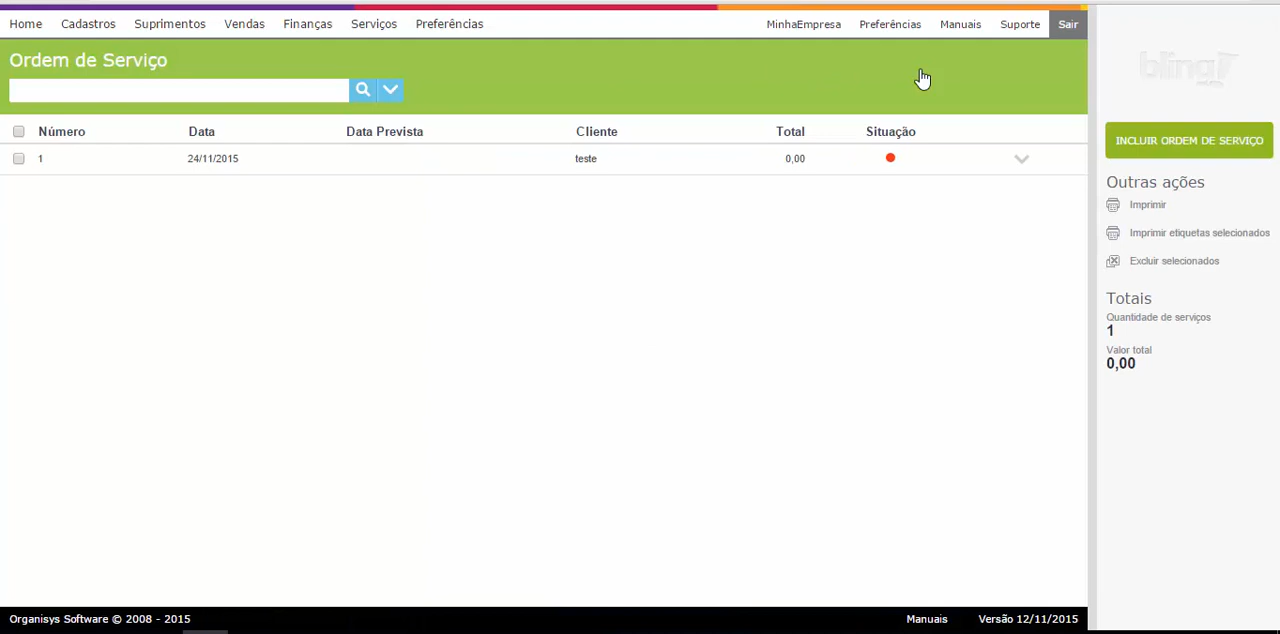 Home Cadastros Suprimentos Vendas Finanças Serviços Preferências MinhaEmpresa Preferências Manuais Suporte Sair
Ordem de Serviço
Número Data Data Prevista Cliente Total Situação
1 24/11/2015 teste 0,00
bling
INCLUIR ORDEM DE SERVIÇO
Outras ações
Imprimir
Imprimir etiquetas selecionados
Excluir selecionados
Totais
Quantidade de serviços
1
Valor total
0,00
Organisys Software © 2008 - 2015 Manuais Versão 12/11/2015